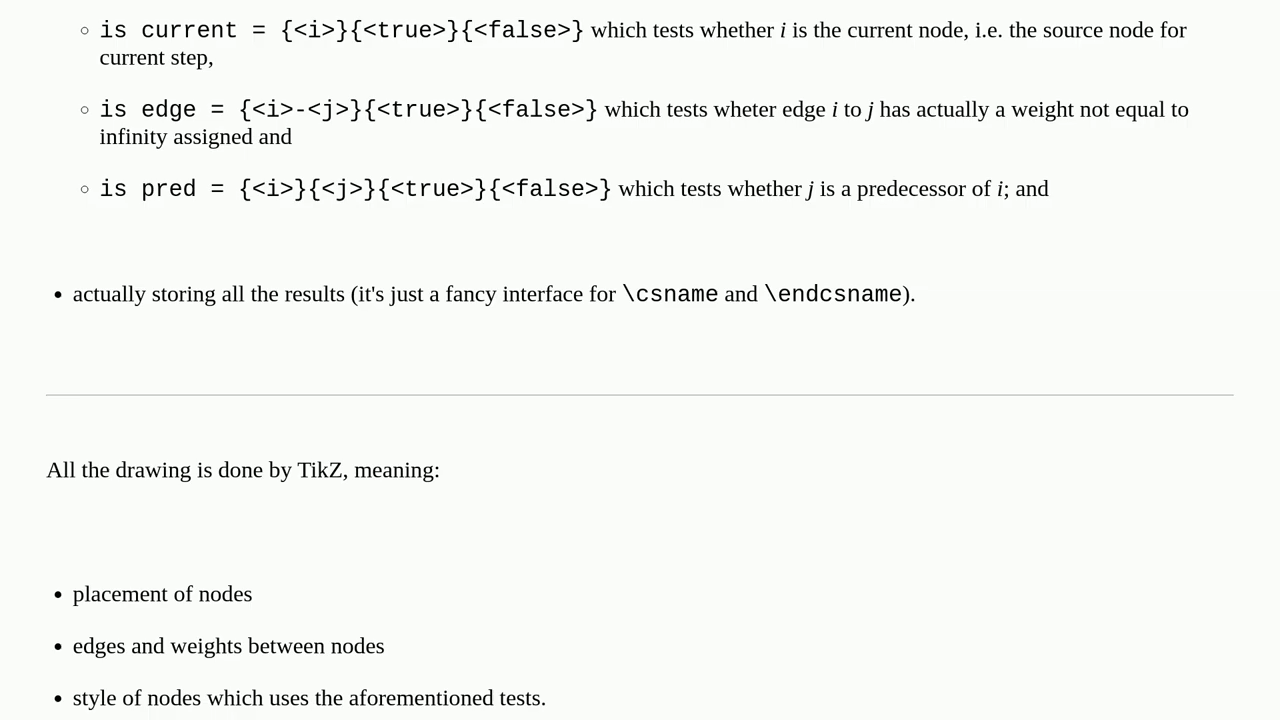 is current = {<i>}{<true>}{<false>} which tests whether i is the current node, i.e. the source node for
current step,
is edge = {<i>-<j>}{<true>}{<false>} which tests wheter edge i to j has actually a weight not equal to
infinity assigned and
is pred = {<i>}{<j>}{<true>}{<false>} which tests whether j is a predecessor of i; and
actually storing all the results (it's just a fancy interface for \csname and \endcsname).
All the drawing is done by TikZ, meaning:
placement of nodes
edges and weights between nodes
style of nodes which uses the aforementioned tests.